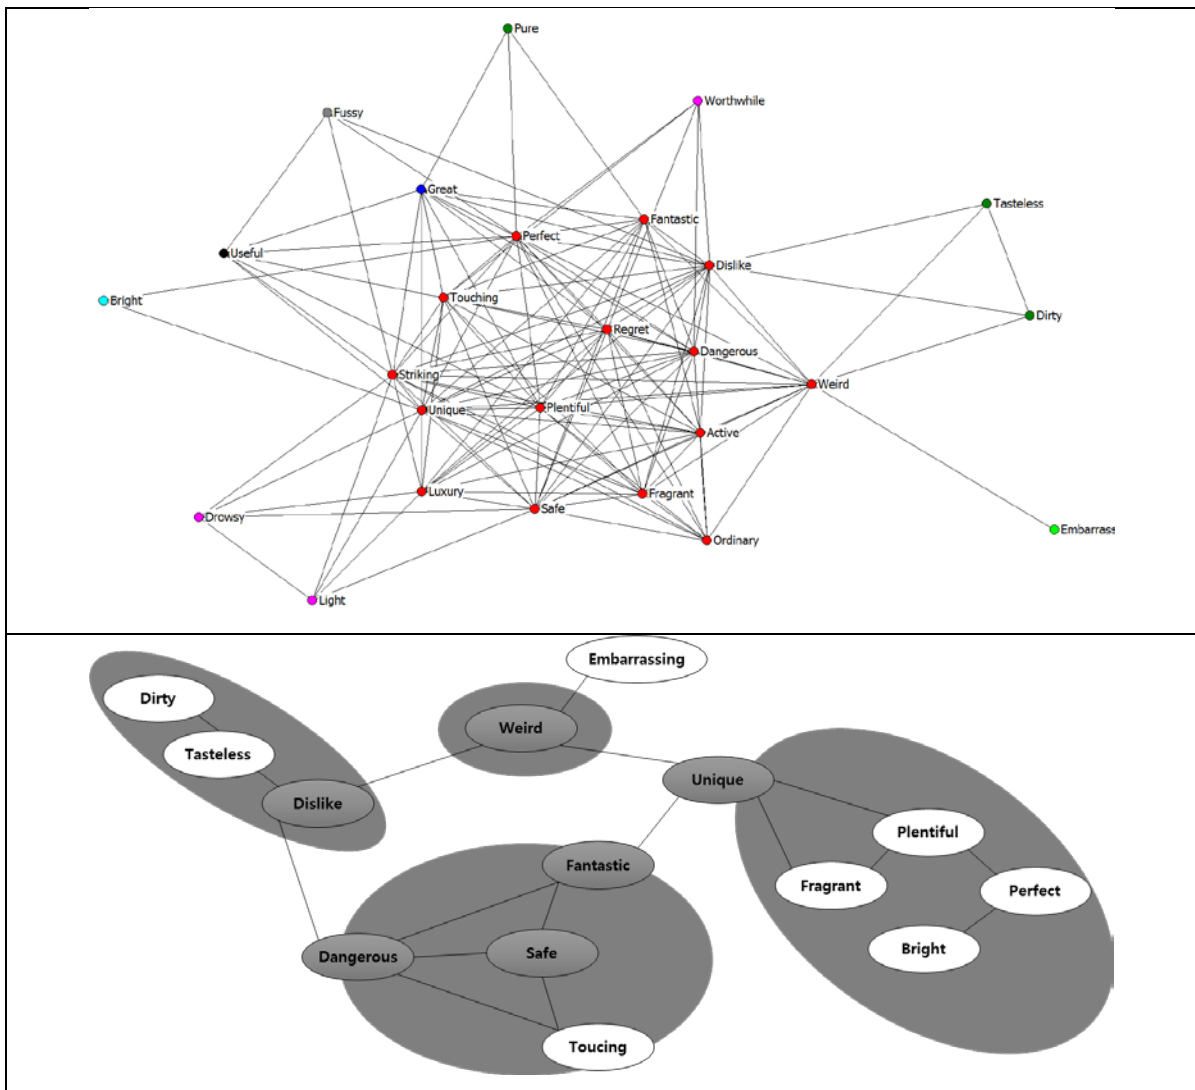 Pure
Worthwhile
Fussy
Great
Tasteless
Fantastic
Perfect
Useful
Dislike
Bright
Touching
Dirty
Regret
Dangerous
Striking
Weird
Unique
Plentiful
Active
Luxury
Fragrant
Safe
Drowsy
Embarrass
Ordinary
Light
Embarrassing
Dirty
Weird
Tasteless
Unique
Dislike
Plentiful
Fantastic
Fragrant
Perfect
Bright
Safe
Dangerous
Toucing